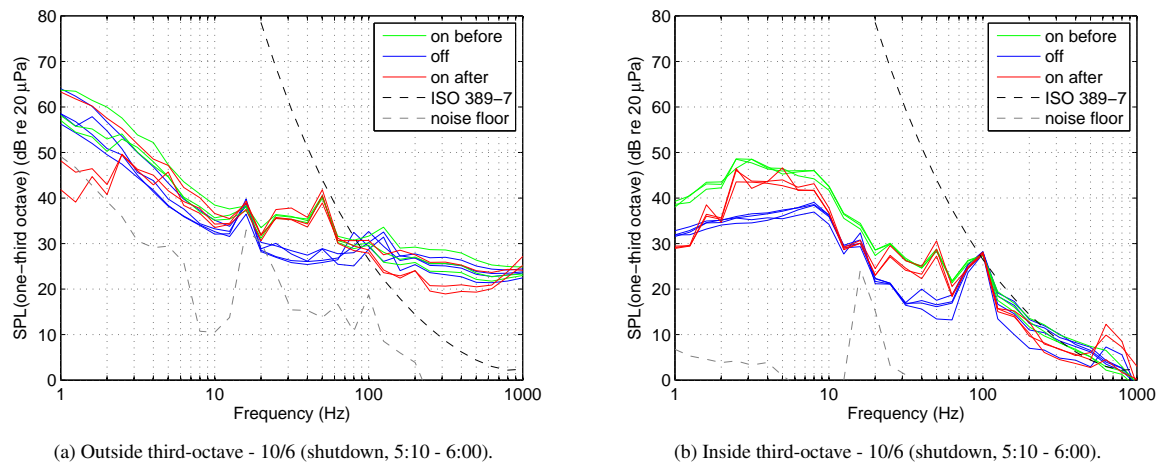 80
70
60
50
40
30
20
10
0
SPL(one−third octave) (dB re 20 μPa)
1 10 100 1000
Frequency (Hz)
on before
off
on after
ISO 389−7
noise floor
(a) Outside third-octave - 10/6 (shutdown, 5:10 - 6:00).
80
70
60
50
40
30
20
10
0
SPL(one−third octave) (dB re 20 μPa)
1 10 100 1000
Frequency (Hz)
on before
off
on after
ISO 389−7
noise floor
(b) Inside third-octave - 10/6 (shutdown, 5:10 - 6:00).